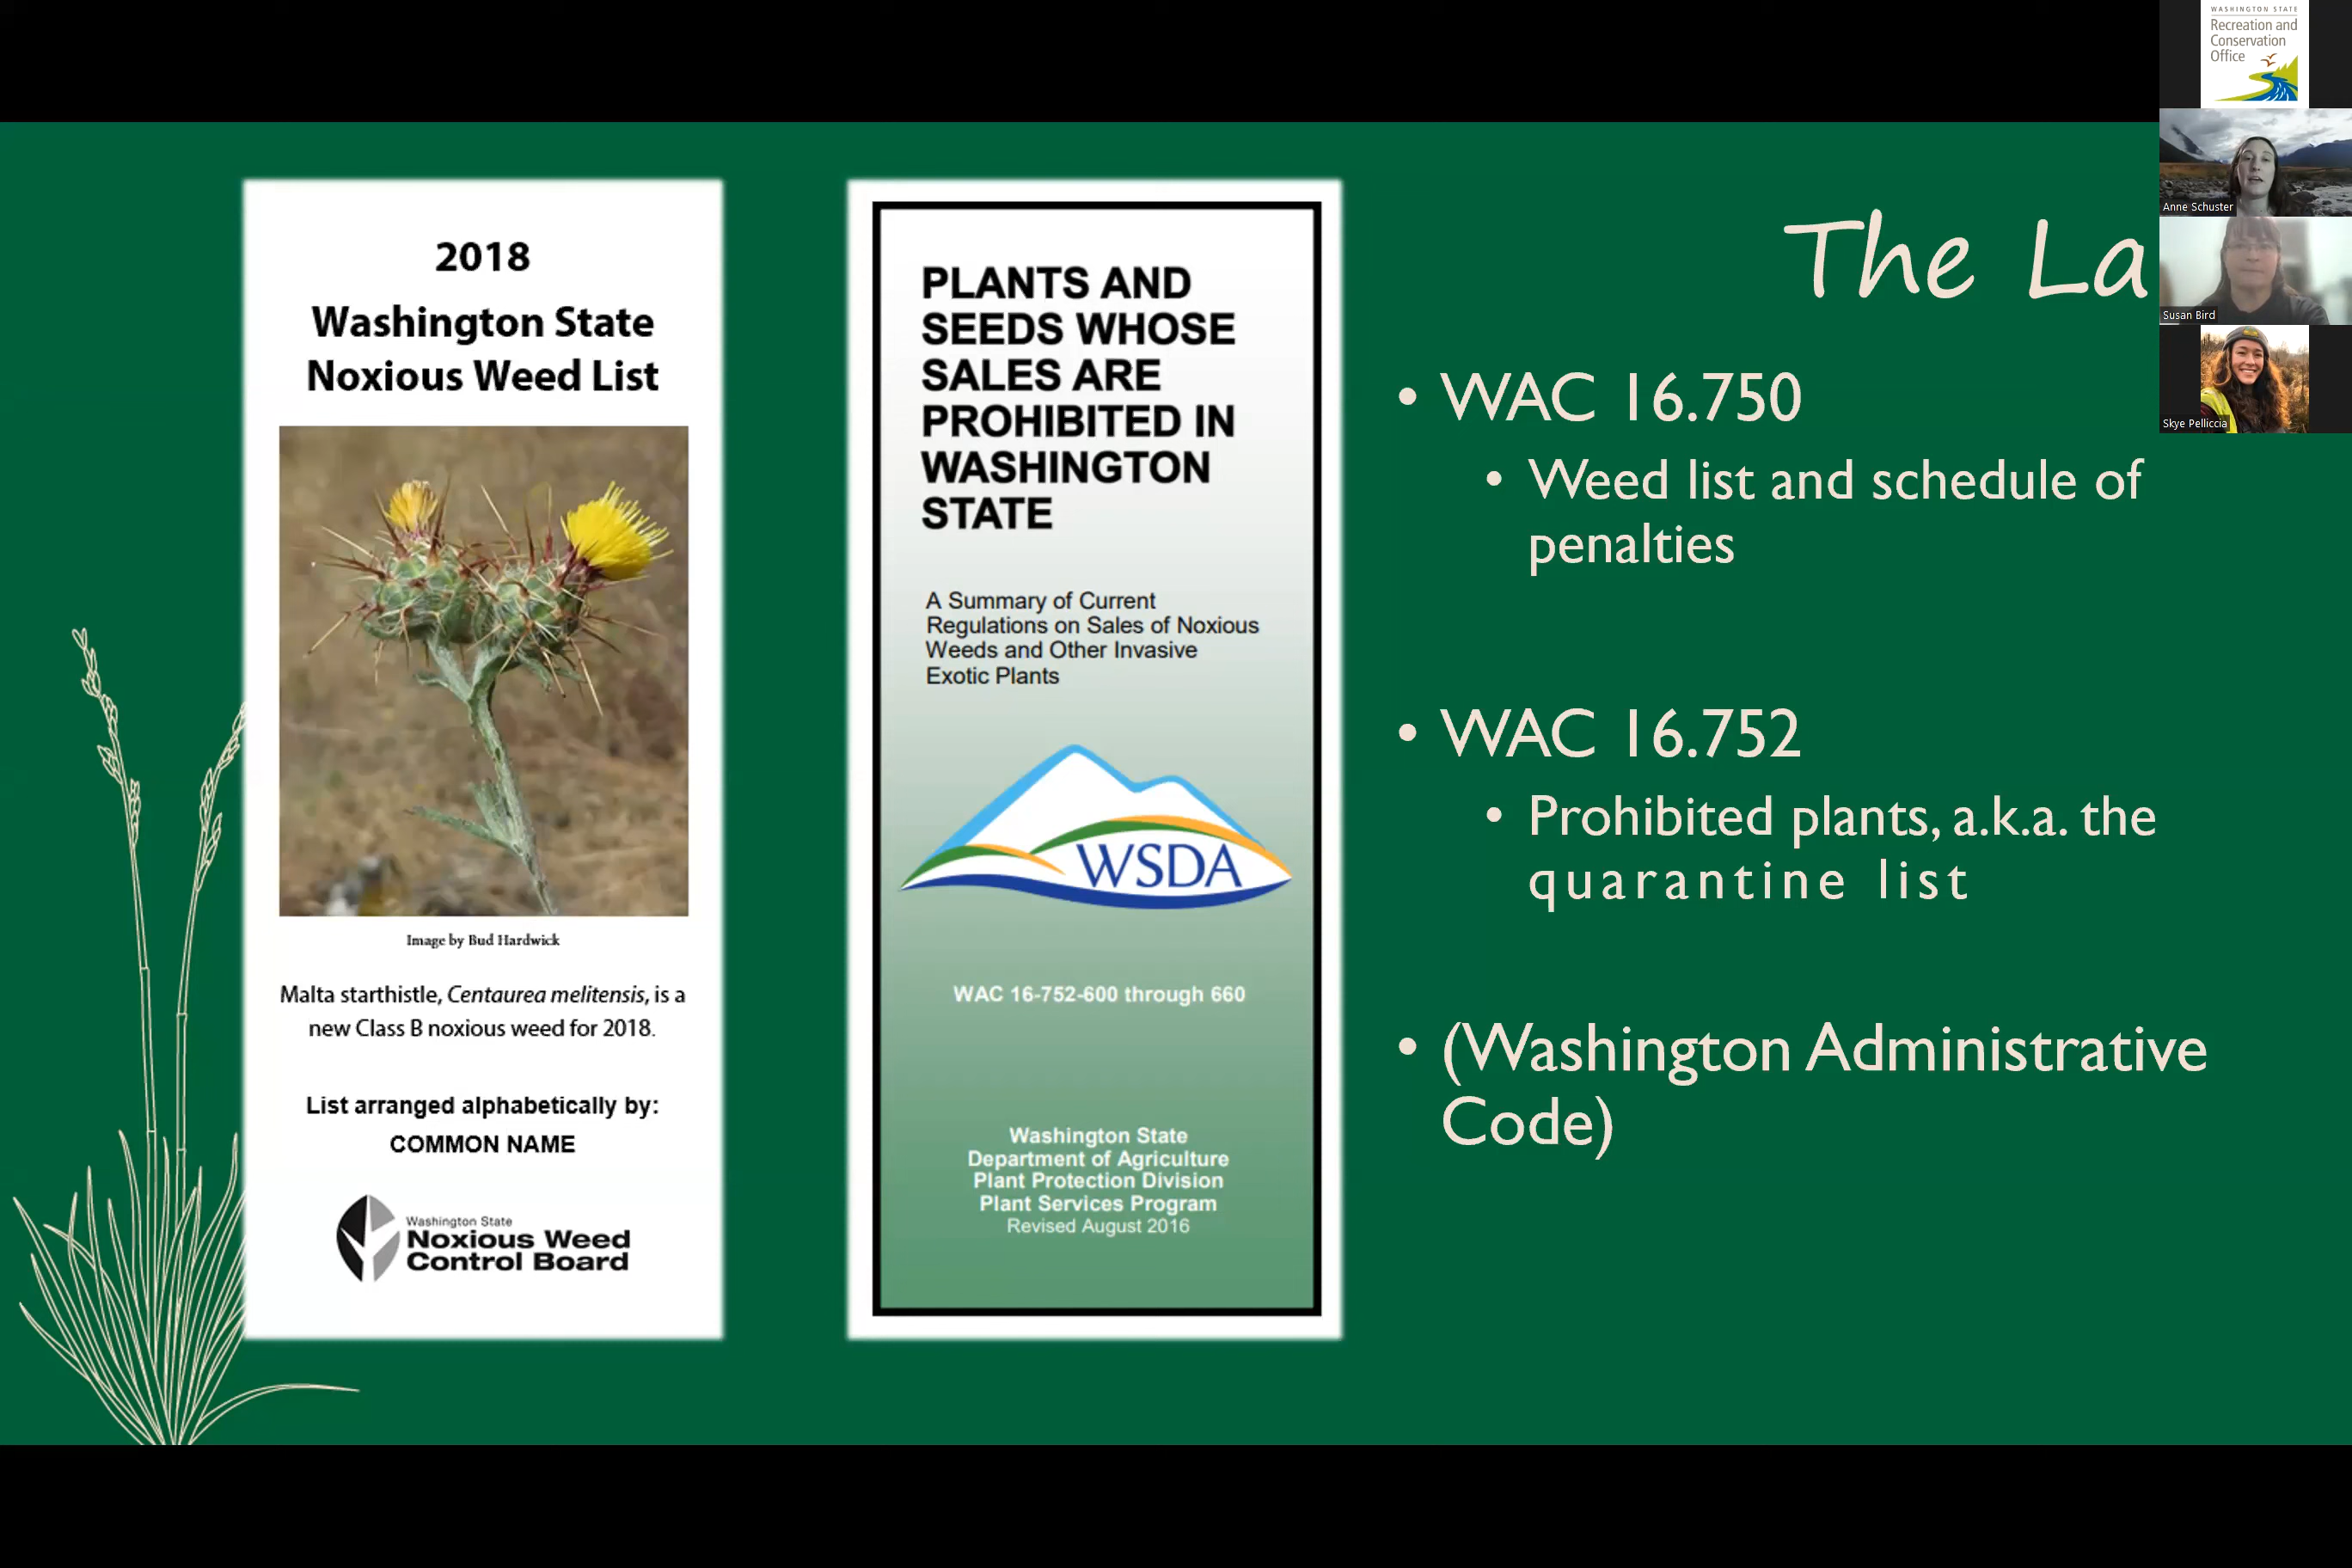 2018
Washington State
Noxious Weed List
Image by Bud Hardwick
Malta starthistle, Centaurea melitensis, is a
new Class B noxious weed for 2018.
List arranged alphabetically by:
COMMON NAME
Washington State
Noxious Weed
Control Board
PLANTS AND
SEEDS WHOSE
SALES ARE
PROHIBITED IN
WASHINGTON
STATE
A Summary of Current
Regulations on Sales of Noxious
Weeds and Other Invasive
Exotic Plants
WSDA
WAC 16-752-600 through 660
Washington State
Department of Agriculture
Plant Protection Division
Plant Services Program
Revised August 2016
The La
• WAC 16.750
• Weed list and schedule of
penalties
• WAC 16.752
• Prohibited plants, a.k.a. the
quarantine list
• (Washington Administrative
Code)
WASHINGTON STATE
Recreation and
Conservation
Office
Anne Schuster
Susan Bird
Skye Pelliccia